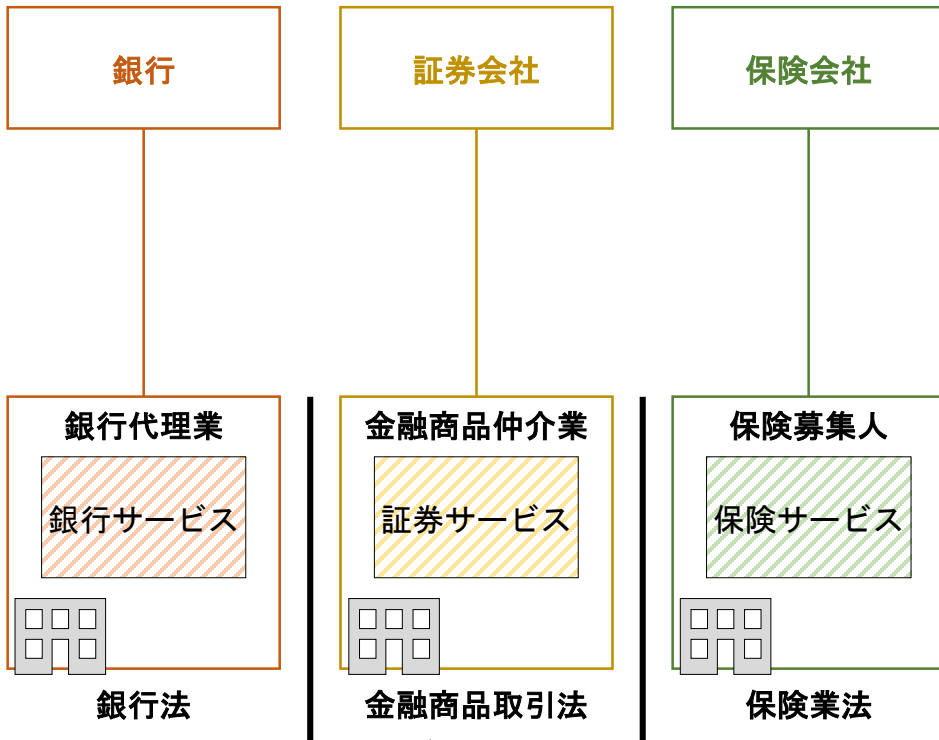 銀行
証券会社
保険会社
銀行代理業
金融商品仲介業
保険募集人
銀行サービス
証券サービス
保険サービス
銀行法
金融商品取引法
保険業法